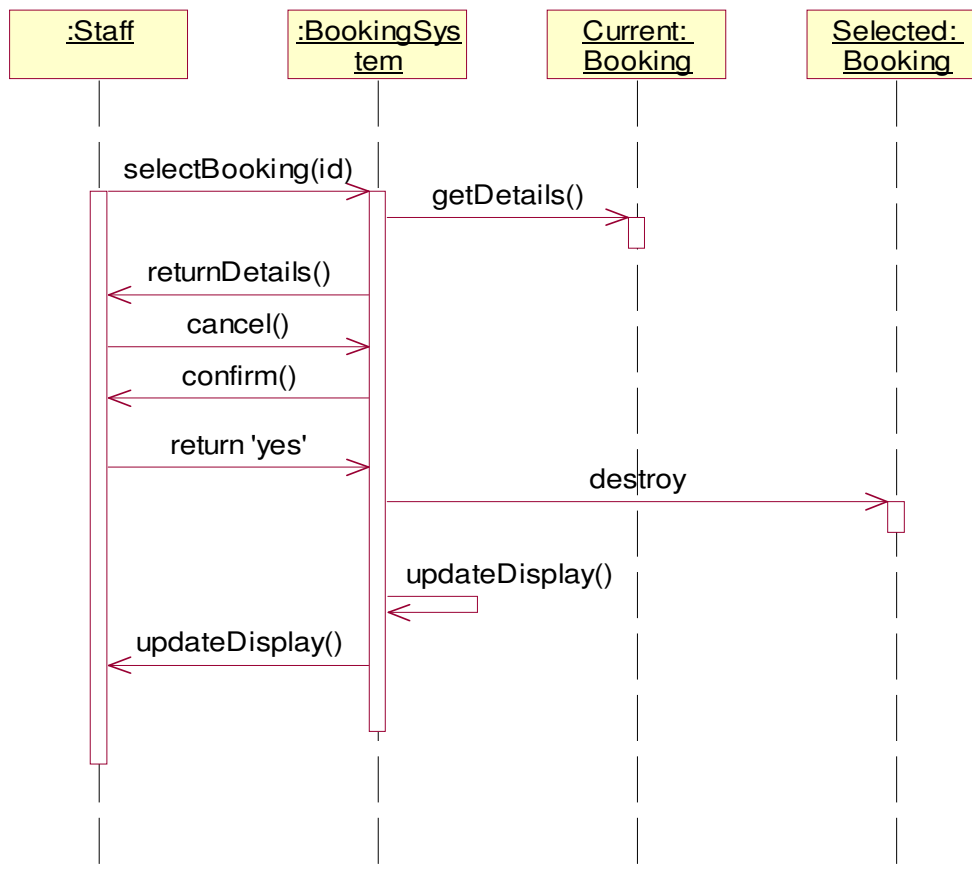 :Staff
:BookingSys
tem
Current:
Booking
Selected:
Booking
selectBooking(id)
getDetails()
returnDetails()
cancel()
confirm()
return 'yes'
destroy
updateDisplay()
updateDisplay()